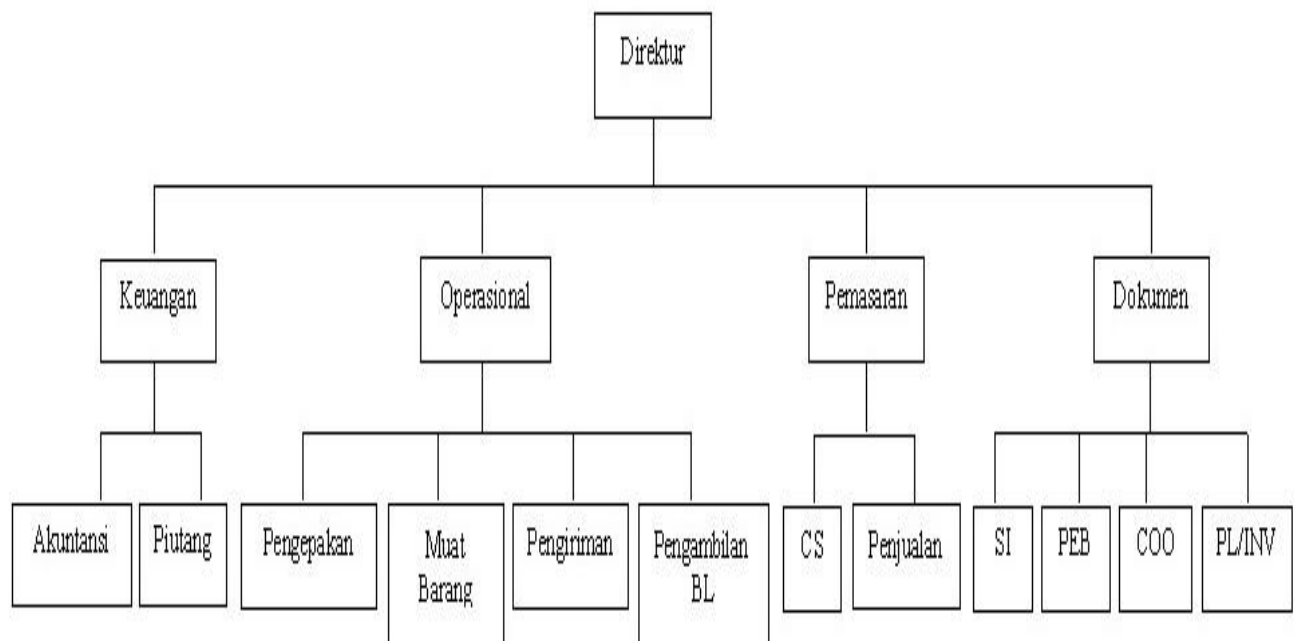 Direktur
Keuangan
Operasional
Pemasaran
Dokumen
Akuntansi
Piutang
Pengepakan
Muat
Barang
Pengiriman
Pengambilan
BL
CS
Penjualan
SI
PEB
COO
PL/INV